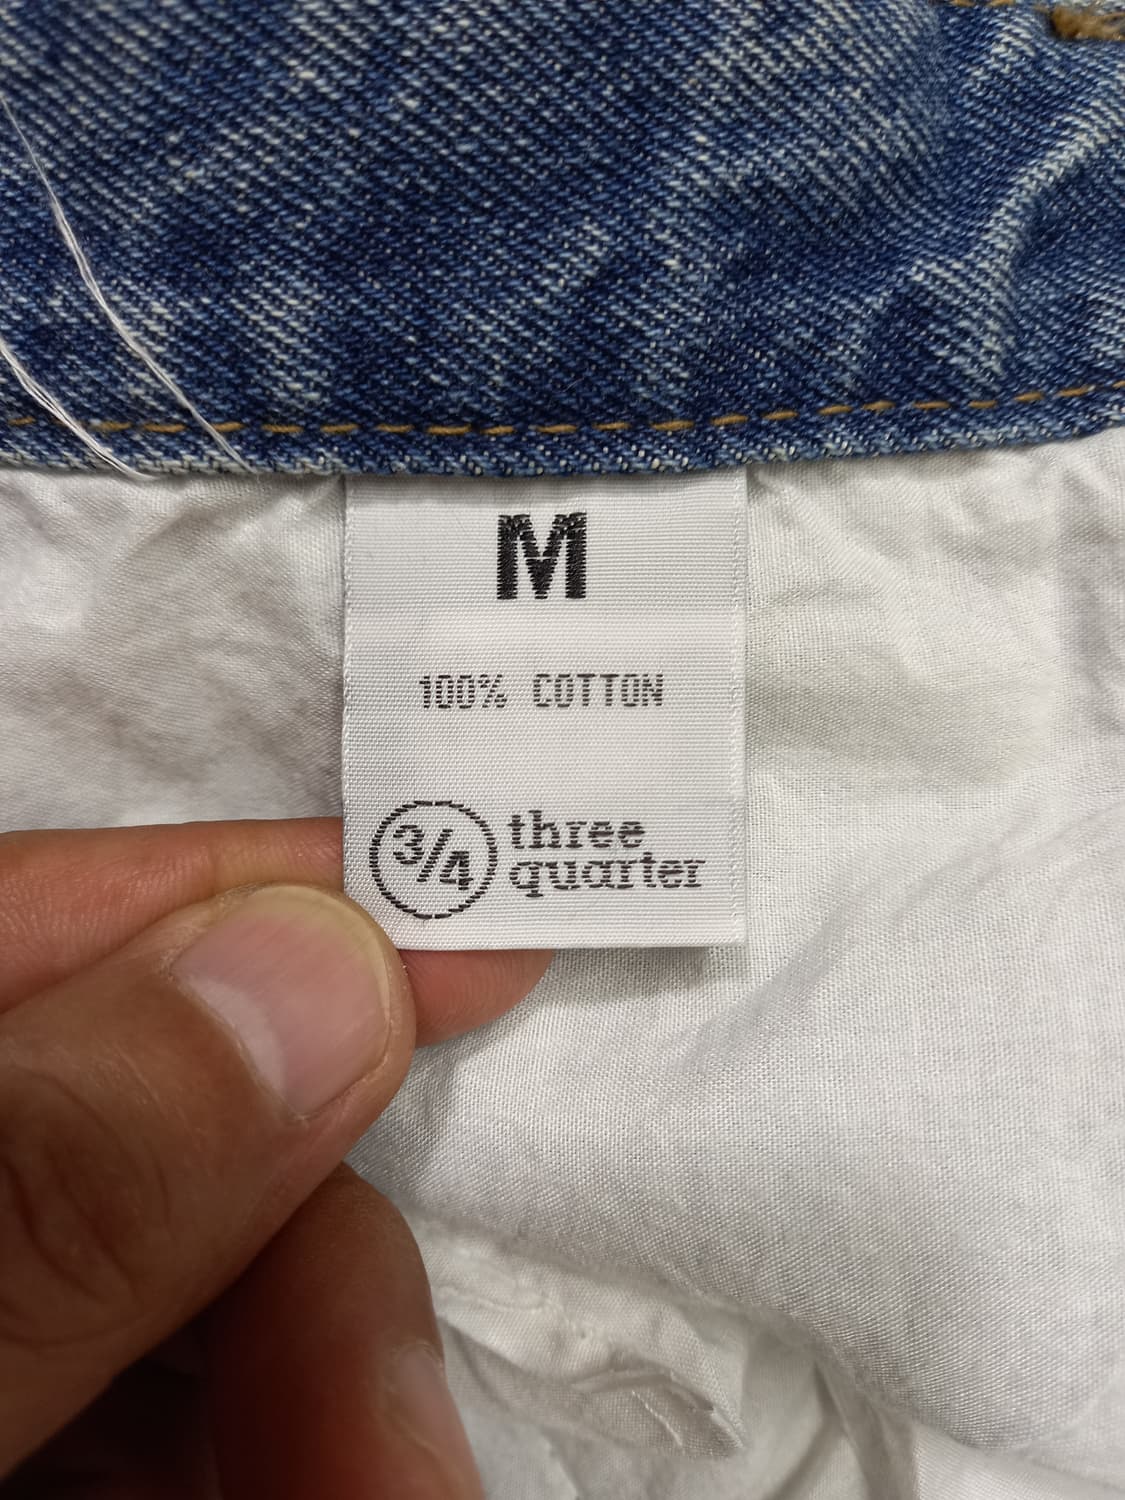 M
100% COTTON
3/4 three
quarter